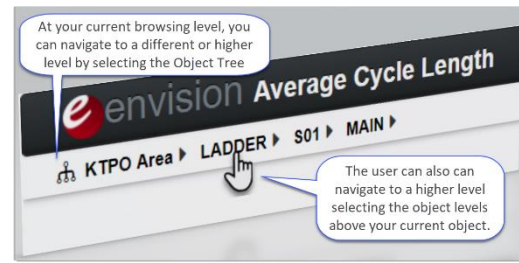 At your current browsing level, you
can navigate to a different or higher
level by selecting the Object Tree
envision Average Cycle Length
KTPO Area LADDER S01 MAIN
The user can also can
navigate to a higher level
selecting the object levels
above your current object.